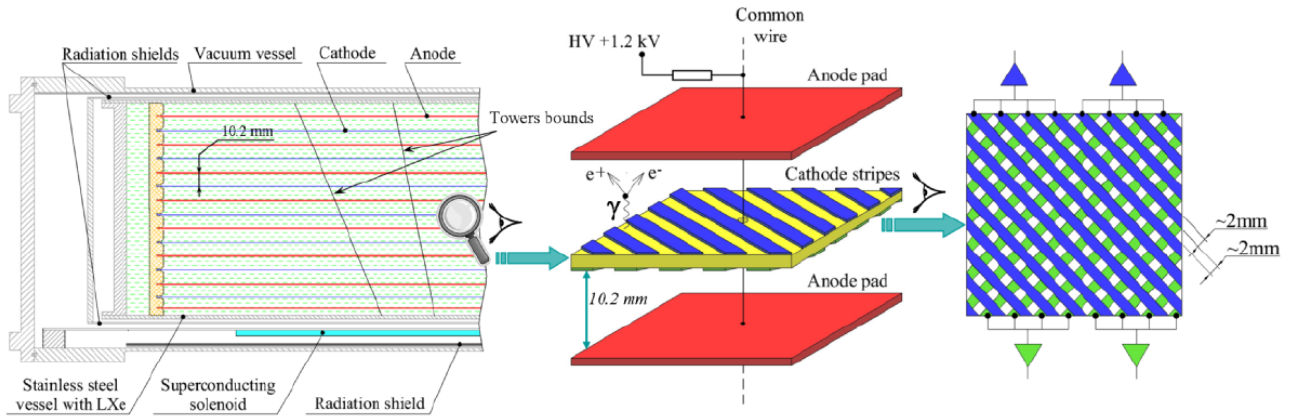 Radiation shields
Vacuum vessel
Cathode
Anode
10.2 mm
Towers bounds
Stainless steel
vessel with LXe
Superconducting
solenoid
Radiation shield
HV +1.2 kV
Common
wire
Anode pad
e+
e-
γ
Cathode stripes
Anode pad
10.2 mm
~2mm
~2mm